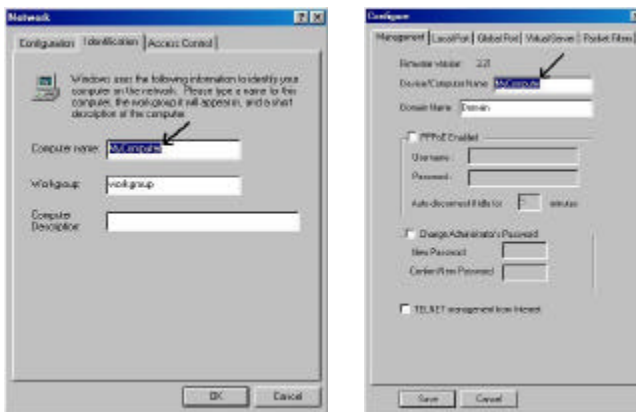 Network
Configuration Identification Access Control
Windows uses the following information to identify your
computer on the network. Please type a name for this
computer, the workgroup it will appear in, and a short
description of the computer.
Computer name: MyComputer
Workgroup: workgroup
Computer
Description:
OK Cancel
Configure
Management Local Port Global Port Virtual Server Packet Filters
Firmware version 2.21
Device/Computer Name MyComputer
Domain Name Domain
PPPoE Enabled
Username :
Password :
Auto-disconnect if idle for minutes
Change Administrator's Password
New Password
Confirm New Password
TELNET management from Internet
Save Cancel